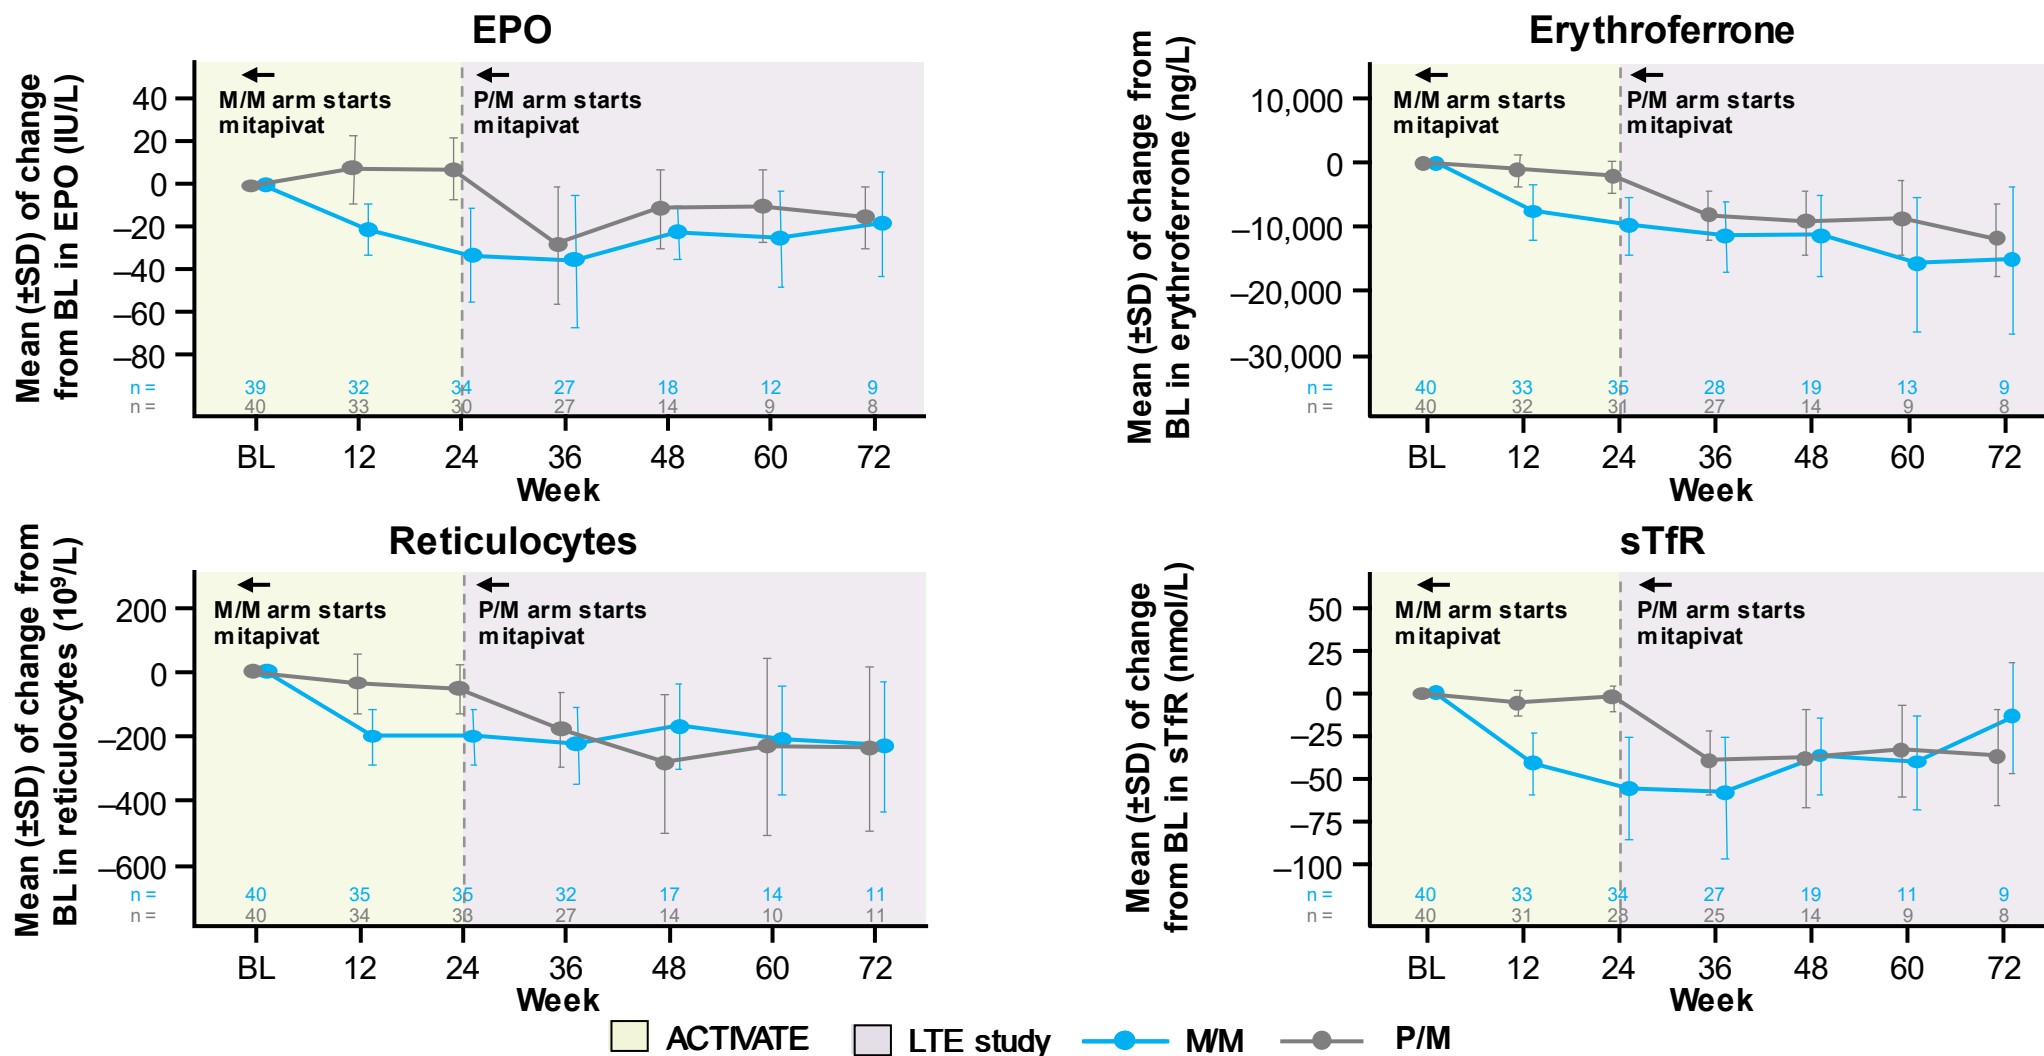 EPO
Mean (±SD) of change
from BL in EPO (IU/L)
40
20
0
–20
–40
–60
–80
M/M arm starts
mitapivat
P/M arm starts
mitapivat
n = 39 32 34 27 18 12 9
n = 40 33 30 27 14 9 8
BL 12 24 36 48 60 72
Week
Erythroferrone
Mean (±SD) of change from
BL in erythroferrone (ng/L)
10,000
0
–10,000
–20,000
–30,000
M/M arm starts
mitapivat
P/M arm starts
mitapivat
n = 40 33 35 28 19 13 9
n = 40 32 31 27 14 9 8
BL 12 24 36 48 60 72
Week
Reticulocytes
Mean (±SD) of change from
BL in reticulocytes (10⁹/L)
200
0
–200
–400
–600
M/M arm starts
mitapivat
P/M arm starts
mitapivat
n = 40 35 35 32 17 14 11
n = 40 34 33 27 14 10 11
BL 12 24 36 48 60 72
Week
sTfR
Mean (±SD) of change
from BL in sTfR (nmol/L)
50
25
0
–25
–50
–75
–100
M/M arm starts
mitapivat
P/M arm starts
mitapivat
n = 40 33 34 27 19 11 9
n = 40 31 28 25 14 9 8
BL 12 24 36 48 60 72
Week
ACTIVATE LTE study M/M P/M